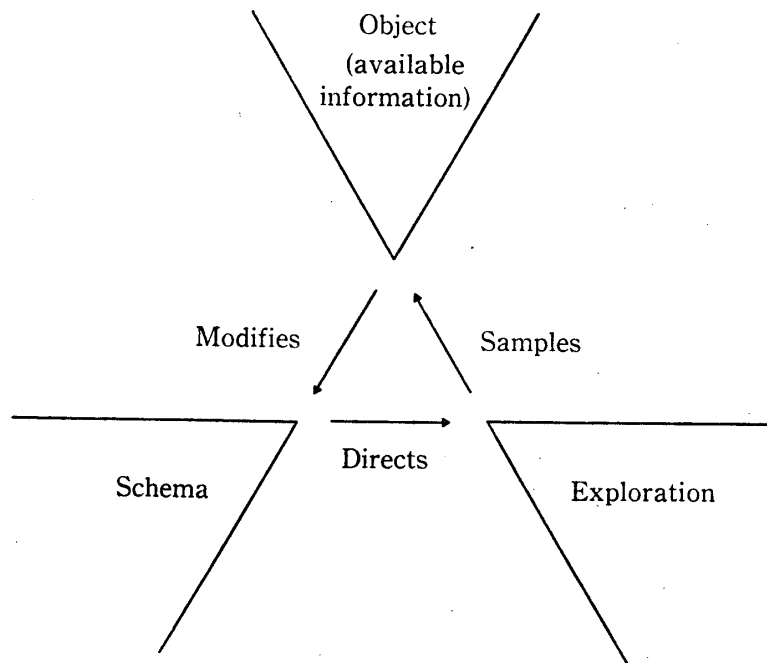 Object
(available
information)
Modifies
Samples
Directs
Schema
Exploration